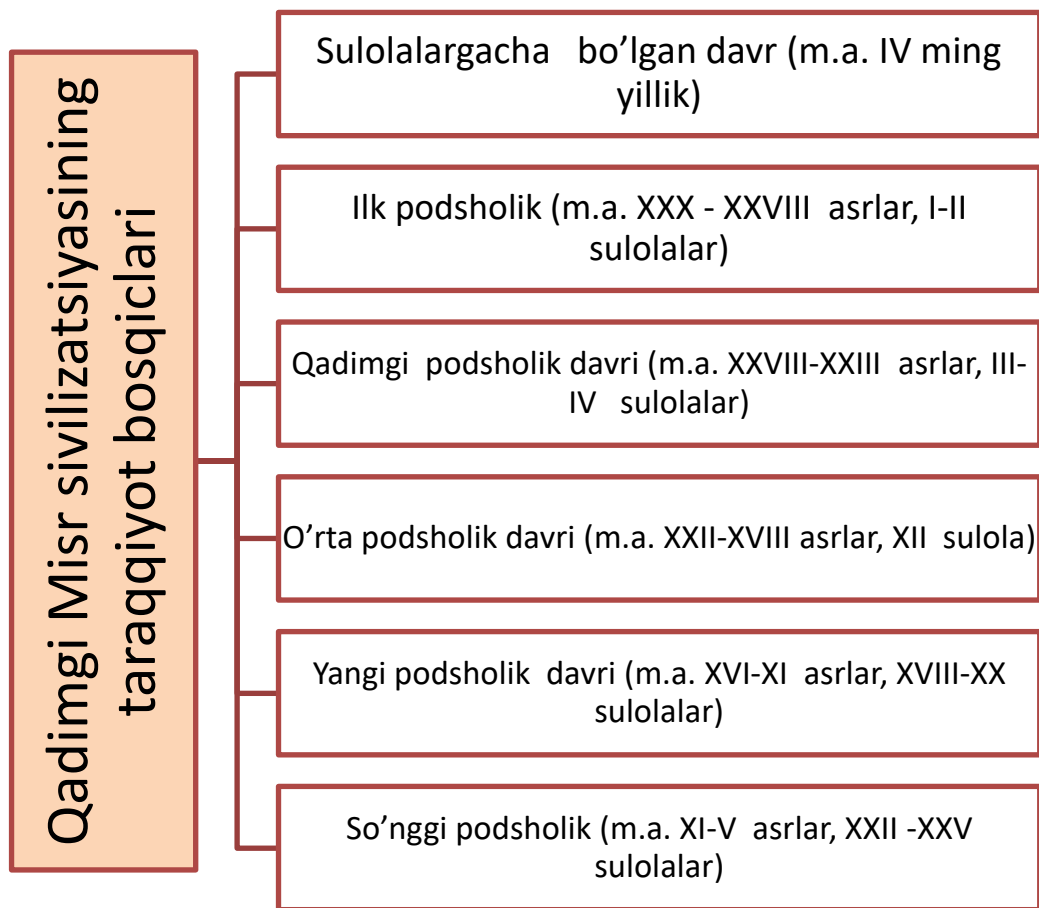 Qadimgi Misr sivilizatsiyasining
taraqqiyot bosqiclari
Sulolalargacha bo’lgan davr (m.a. IV ming
yillik)
Ilk podsholik (m.a. XXX - XXVIII asrlar, I-II
sulolalar)
Qadimgi podsholik davri (m.a. XXVIII-XXIII asrlar, III-
IV sulolalar)
O’rta podsholik davri (m.a. XXII-XVIII asrlar, XII sulola)
Yangi podsholik davri (m.a. XVI-XI asrlar, XVIII-XX
sulolalar)
So’nggi podsholik (m.a. XI-V asrlar, XXII -XXV
sulolalar)